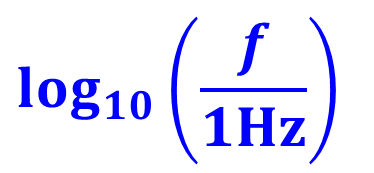 log₁₀ (f / 1Hz)